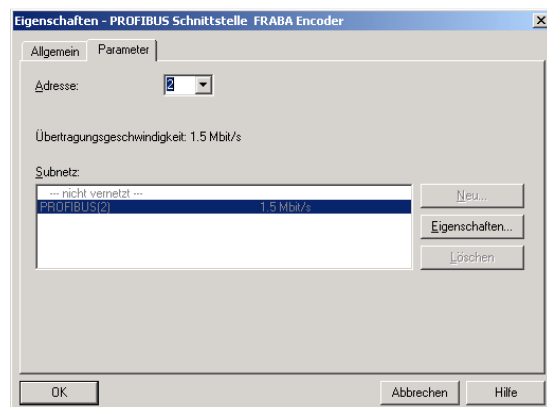 Eigenschaften - PROFIBUS Schnittstelle FRABA Encoder
Allgemein Parameter
Adresse: 2
Übertragungsgeschwindigkeit: 1.5 Mbit/s
Subnetz:
--- nicht vernetzt ---
PROFIBUS(2) 1.5 Mbit/s
Neu...
Eigenschaften...
Löschen
OK Abbrechen Hilfe